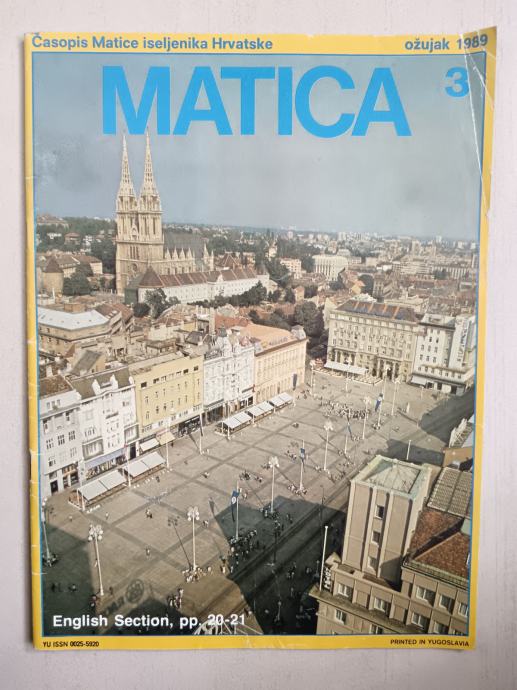 Časopis Matice iseljenika Hrvatske
ožujak 1989
MATICA
3
English Section, pp. 20-21
YU ISSN 0025-5920
PRINTED IN YUGOSLAVIA